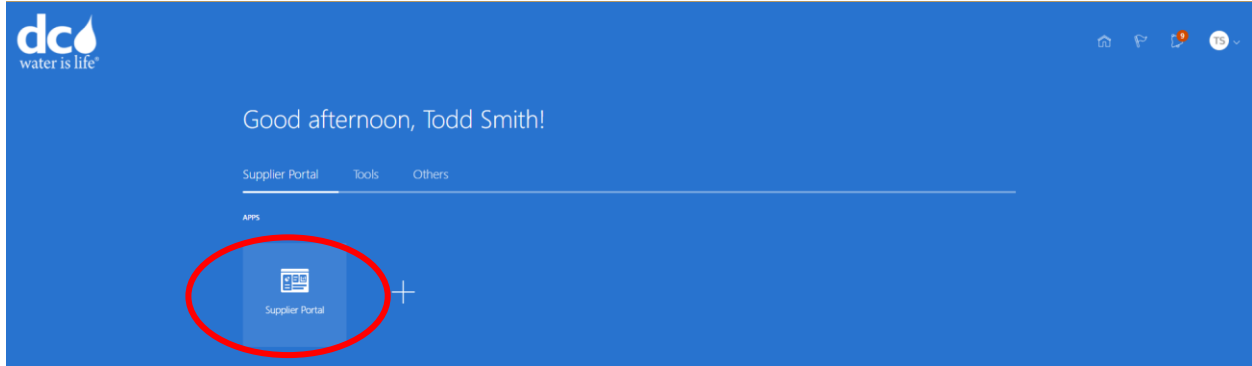 dc
water is life®
9
TS
Good afternoon, Todd Smith!
Supplier Portal Tools Others
APPS
Supplier Portal